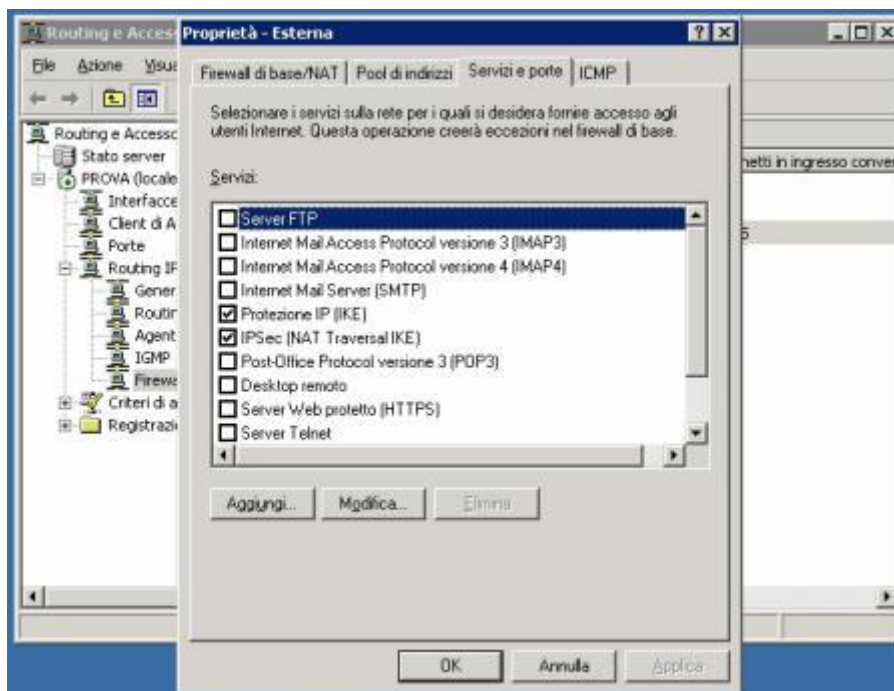 Routing e Acces
Proprietà - Esterna
File Azione Visua
Firewall di base/NAT Pool di indirizzi Servizi e porte ICMP
Selezionare i servizi sulla rete per i quali si desidera fornire accesso agli
utenti Internet. Questa operazione creerà eccezioni nel firewall di base.
Routing e Accesso
Stato server
PROVA (locale
Interfacce
Client di A
Porte
Routing IP
Gener
Routin
Agent
IGMP
Firewa
Criteri di a
Registrazi
Servizi:
Server FTP
Internet Mail Access Protocol versione 3 (IMAP3)
Internet Mail Access Protocol versione 4 (IMAP4)
Internet Mail Server (SMTP)
Protezione IP (IKE)
IPSec (NAT Traversal IKE)
Post-Office Protocol versione 3 (POP3)
Desktop remoto
Server Web protetto (HTTPS)
Server Telnet
Aggiungi... Modifica... Elimina
OK Annulla Applica
hetti in ingresso conver